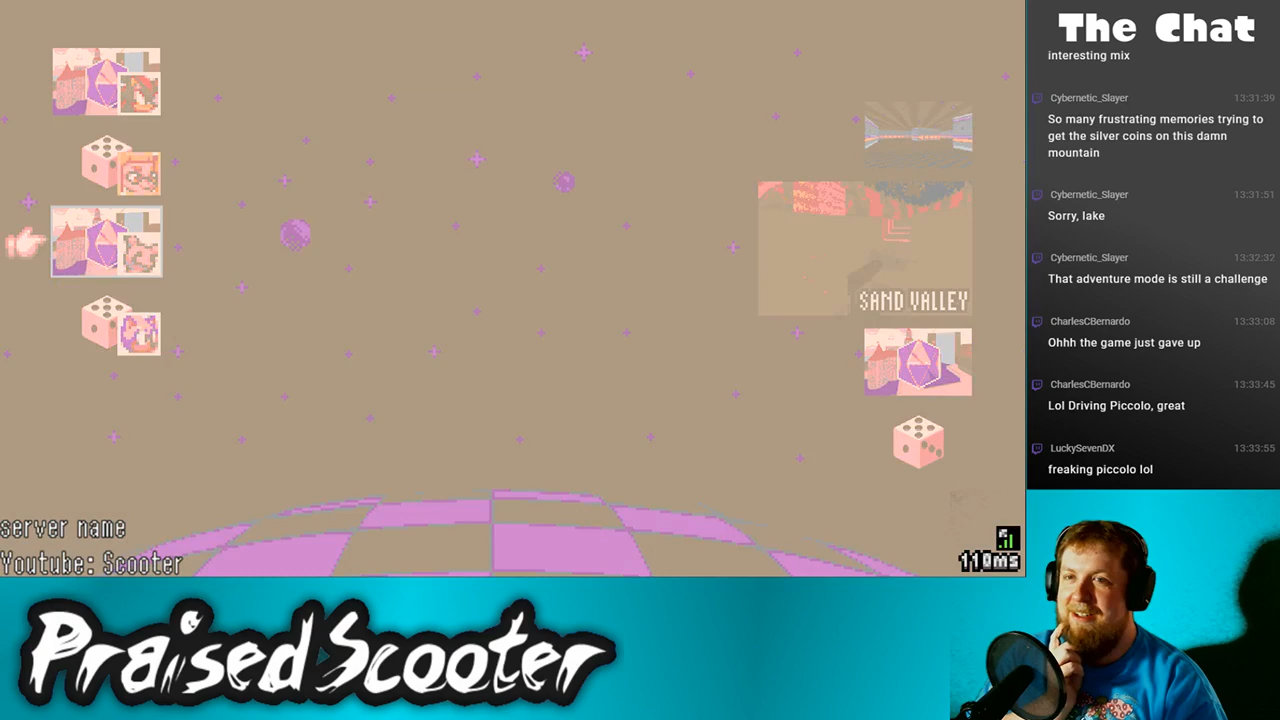 The Chat
interesting mix
Cybernetic_Slayer 13:31:39
So many frustrating memories trying to
get the silver coins on this damn
mountain
Cybernetic_Slayer 13:31:51
Sorry, lake
Cybernetic_Slayer 13:32:32
That adventure mode is still a challenge
CharlesCBernardo 13:33:08
Ohhh the game just gave up
CharlesCBernardo 13:33:45
Lol Driving Piccolo, great
LuckySevenDX 13:33:55
freaking piccolo lol
SAND VALLEY
server name
Youtube: Scooter
110ms
PraisedScooter